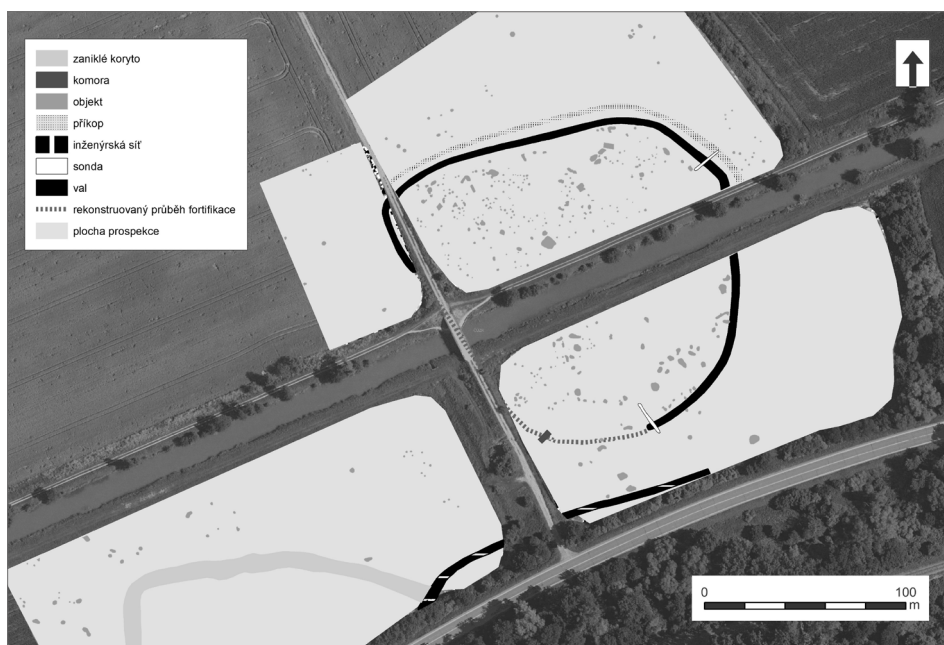 zaniklé koryto
komora
objekt
příkop
inženýrská síť
sonda
val
rekonstruovaný průběh fortifikace
plocha prospekce
0 100
m